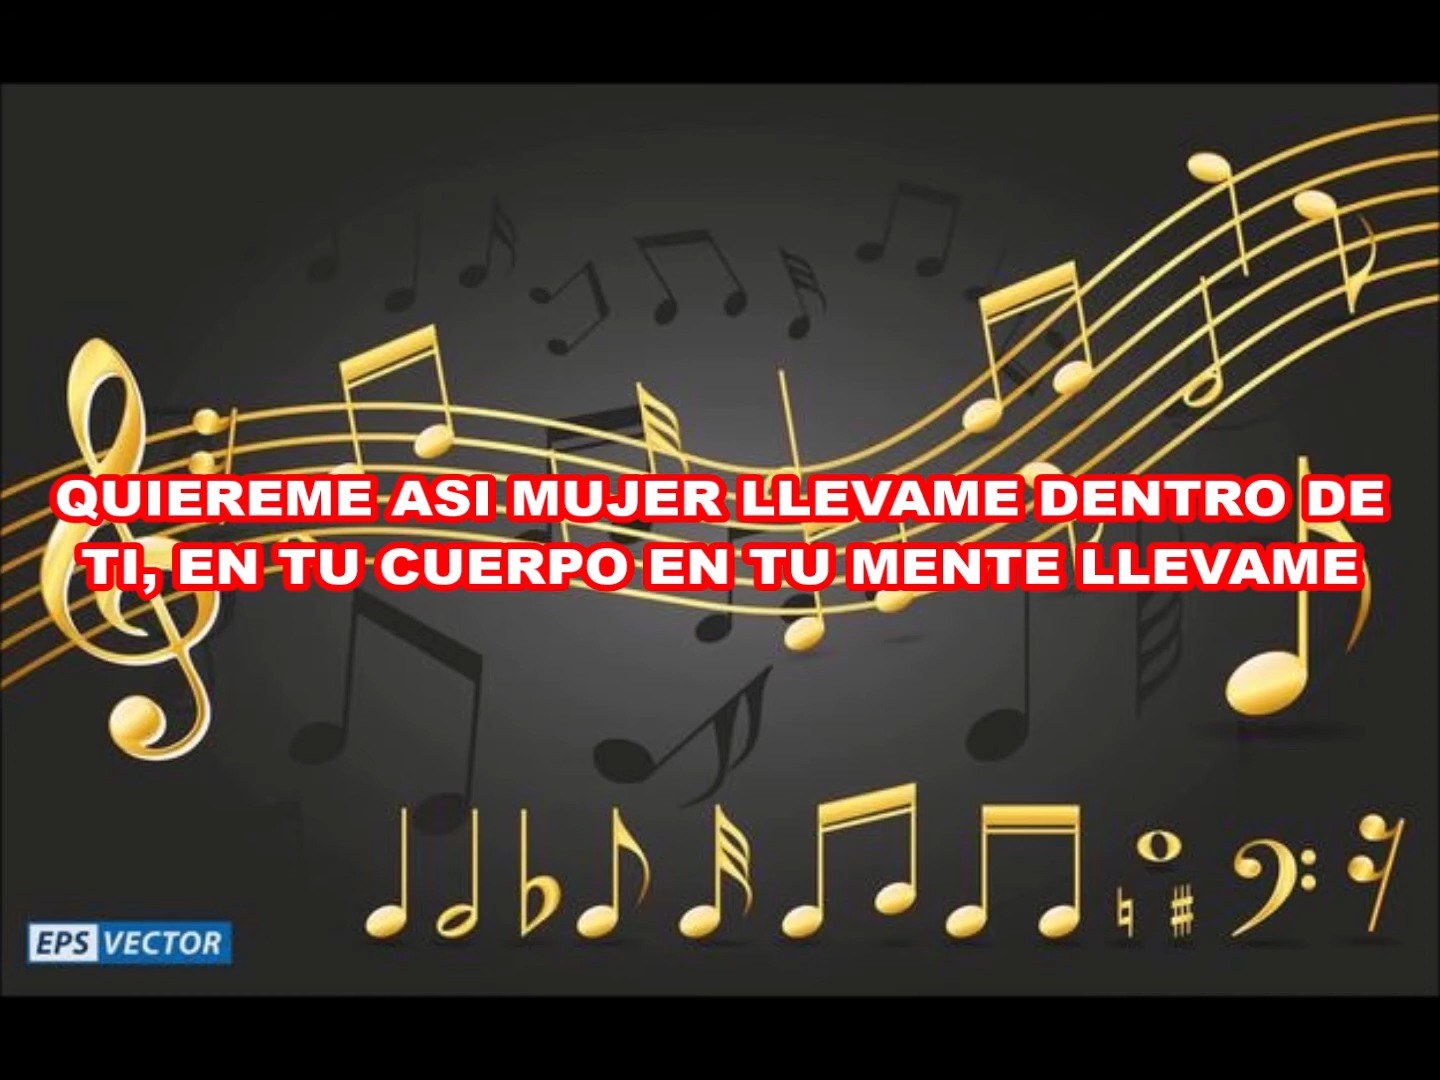 QUIEREME ASI MUJER LLEVAME DENTRO DE
TI, EN TU CUERPO EN TU MENTE LLEVAME
EPS VECTOR